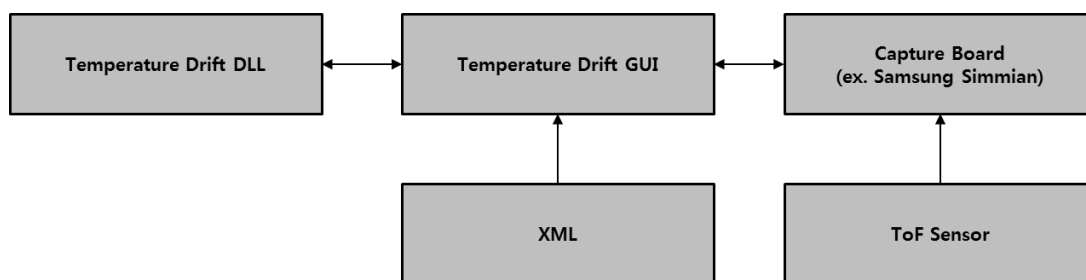 Temperature Drift DLL
Temperature Drift GUI
Capture Board
(ex. Samsung Simmian)
XML
ToF Sensor